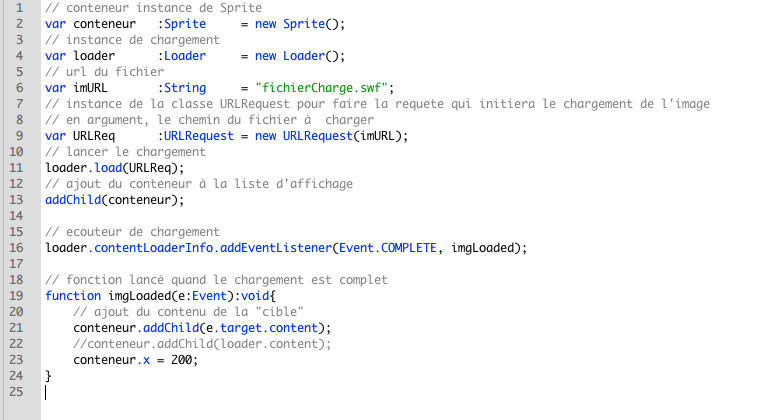 1 // conteneur instance de Sprite
2 var conteneur :Sprite = new Sprite();
3 // instance de chargement
4 var loader :Loader = new Loader();
5 // url du fichier
6 var imURL :String = "fichierCharge.swf";
7 // instance de la classe URLRequest pour faire la requete qui initiera le chargement de l'image
8 // en argument, le chemin du fichier à charger
9 var URLReq :URLRequest = new URLRequest(imURL);
10 // lancer le chargement
11 loader.load(URLReq);
12 // ajout du conteneur à la liste d'affichage
13 addChild(conteneur);
14
15 // ecouteur de chargement
16 loader.contentLoaderInfo.addEventListener(Event.COMPLETE, imgLoaded);
17
18 // fonction lancé quand le chargement est complet
19 function imgLoaded(e:Event):void{
20 // ajout du contenu de la "cible"
21 conteneur.addChild(e.target.content);
22 //conteneur.addChild(loader.content);
23 conteneur.x = 200;
24 }
25